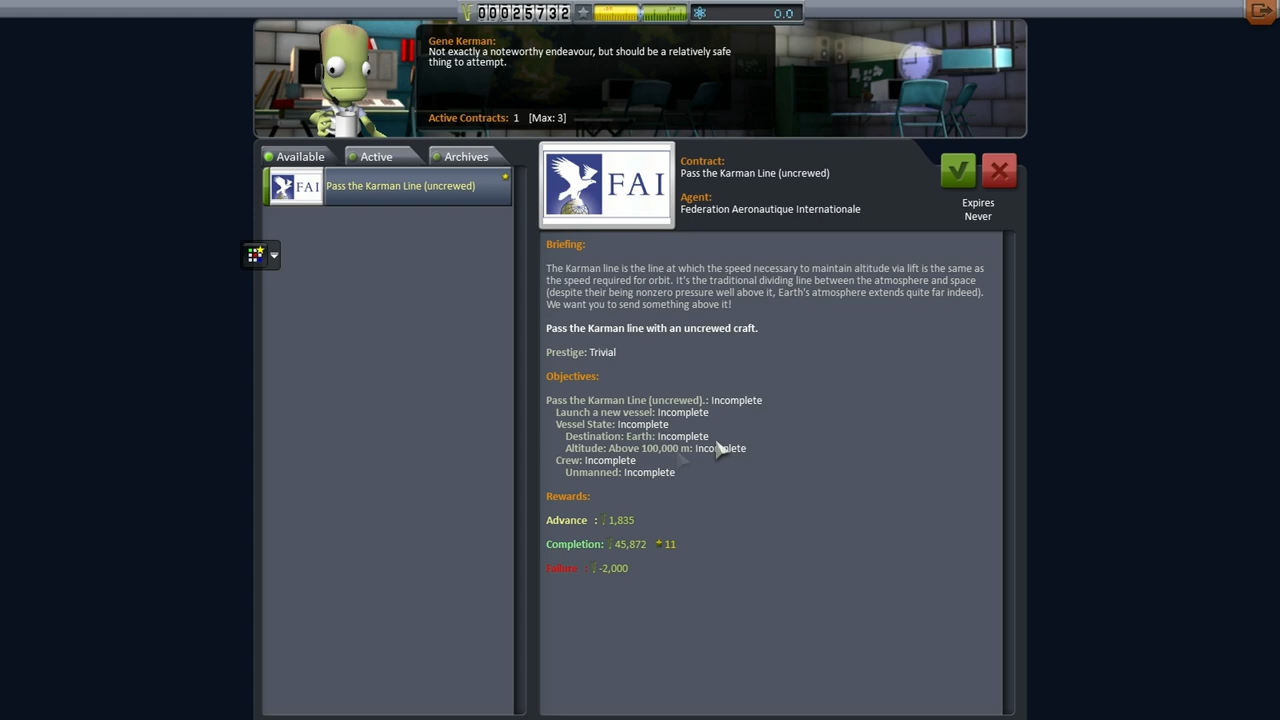 00025732
0.0
Gene Kerman:
Not exactly a noteworthy endeavour, but should be a relatively safe
thing to attempt.
Active Contracts: 1 [Max: 3]
Available
Active
Archives
FAI
Pass the Karman Line (uncrewed)
FAI
Contract:
Pass the Karman Line (uncrewed)
Agent:
Federation Aeronautique Internationale
Expires
Never
Briefing:
The Karman line is the line at which the speed necessary to maintain altitude via lift is the same as
the speed required for orbit. It's the traditional dividing line between the atmosphere and space
(despite their being nonzero pressure well above it, Earth's atmosphere extends quite far indeed).
We want you to send something above it!
Pass the Karman line with an uncrewed craft.
Prestige: Trivial
Objectives:
Pass the Karman Line (uncrewed).: Incomplete
Launch a new vessel: Incomplete
Vessel State: Incomplete
Destination: Earth: Incomplete
Altitude: Above 100,000 m: Incomplete
Crew: Incomplete
Unmanned: Incomplete
Rewards:
Advance : 1,835
Completion: 45,872 11
Failure : -2,000